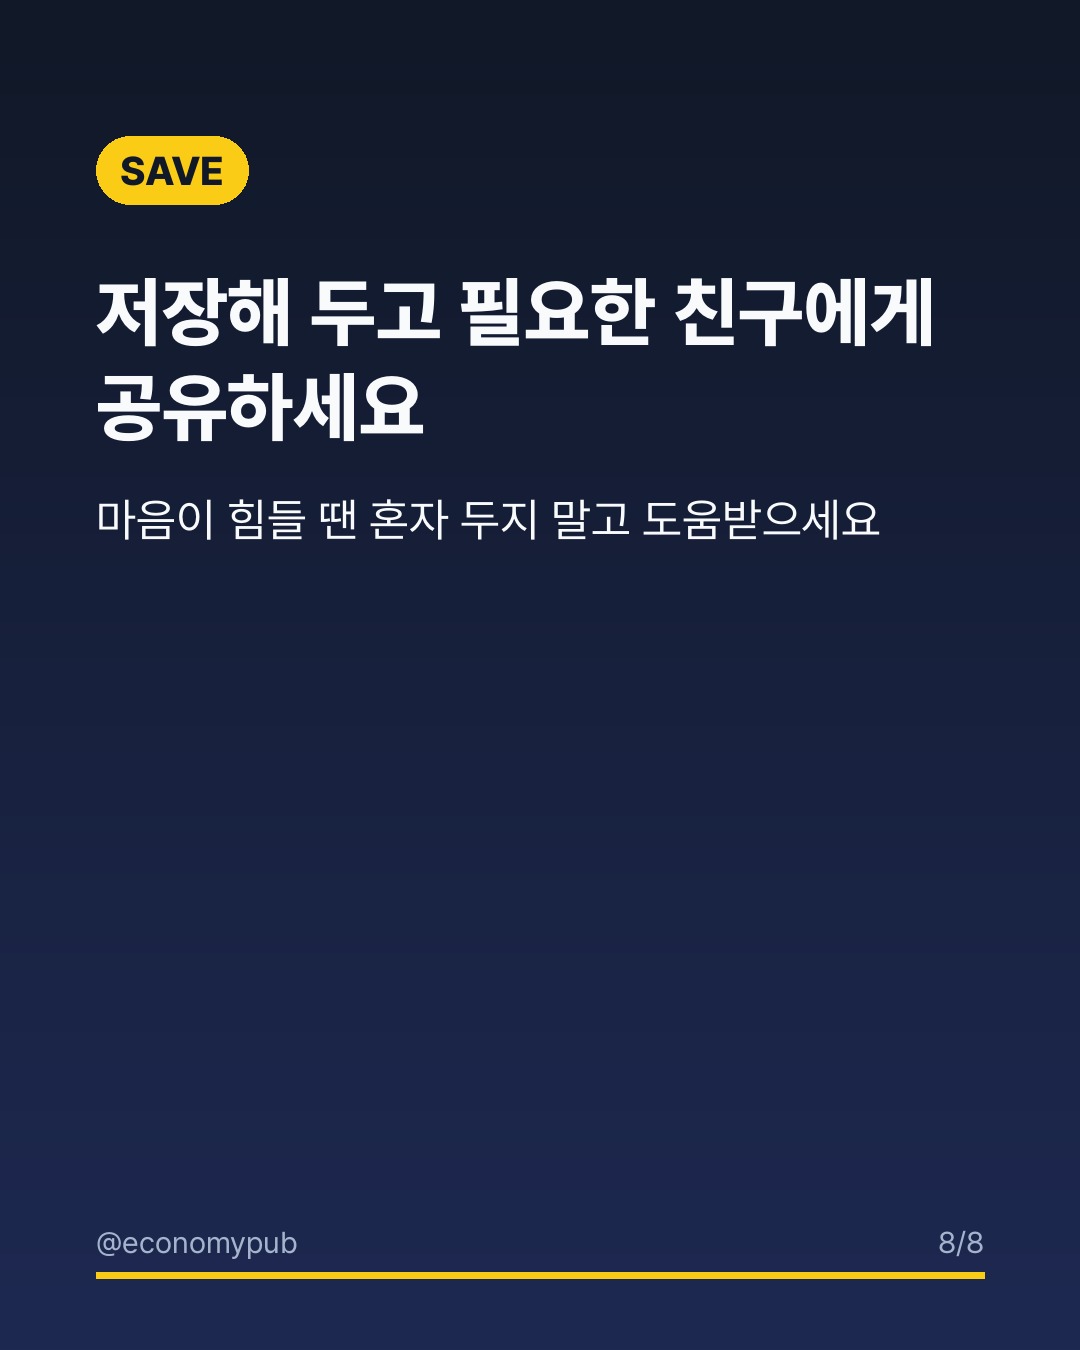 SAVE
저장해 두고 필요한 친구에게
공유하세요
마음이 힘들 땐 혼자 두지 말고 도움받으세요
@economypub
8/8